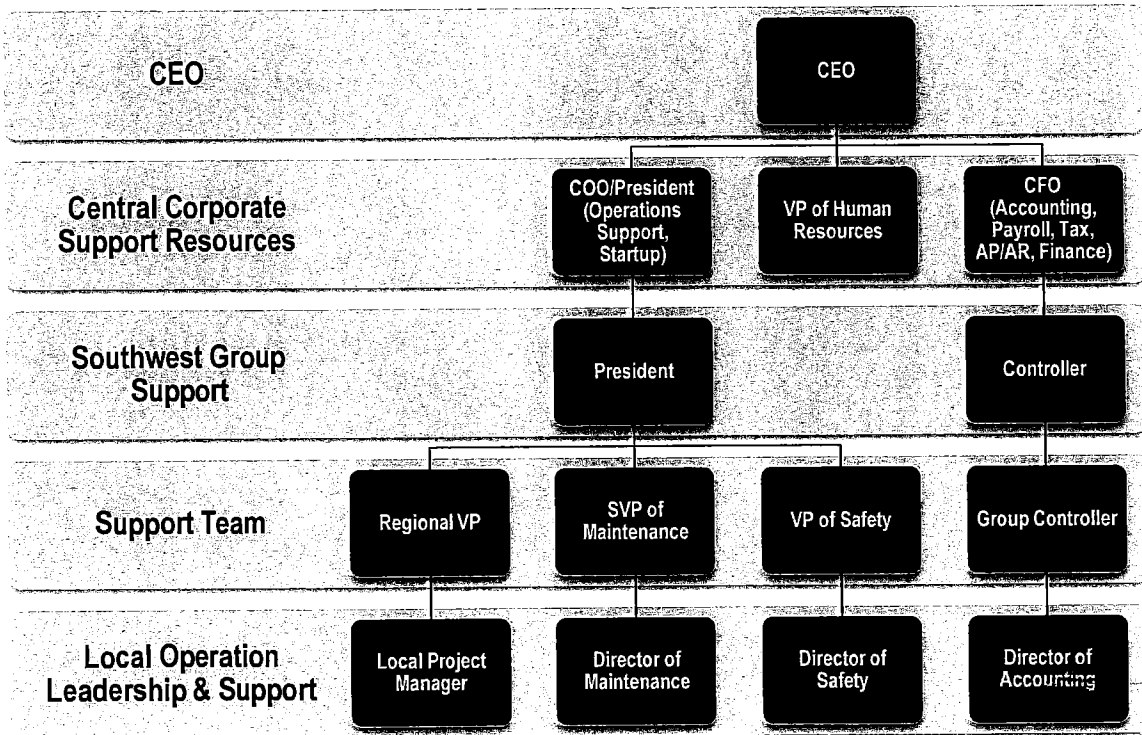 CEO
CEO
Central Corporate
Support Resources
COO/President
(Operations
Support,
Startup)
VP of Human
Resources
CFO
(Accounting,
Payroll, Tax,
AP/AR, Finance)
Southwest Group
Support
President
Controller
Support Team
Regional VP
SVP of
Maintenance
VP of Safety
Group Controller
Local Operation
Leadership & Support
Local Project
Manager
Director of
Maintenance
Director of
Safety
Director of
Accounting